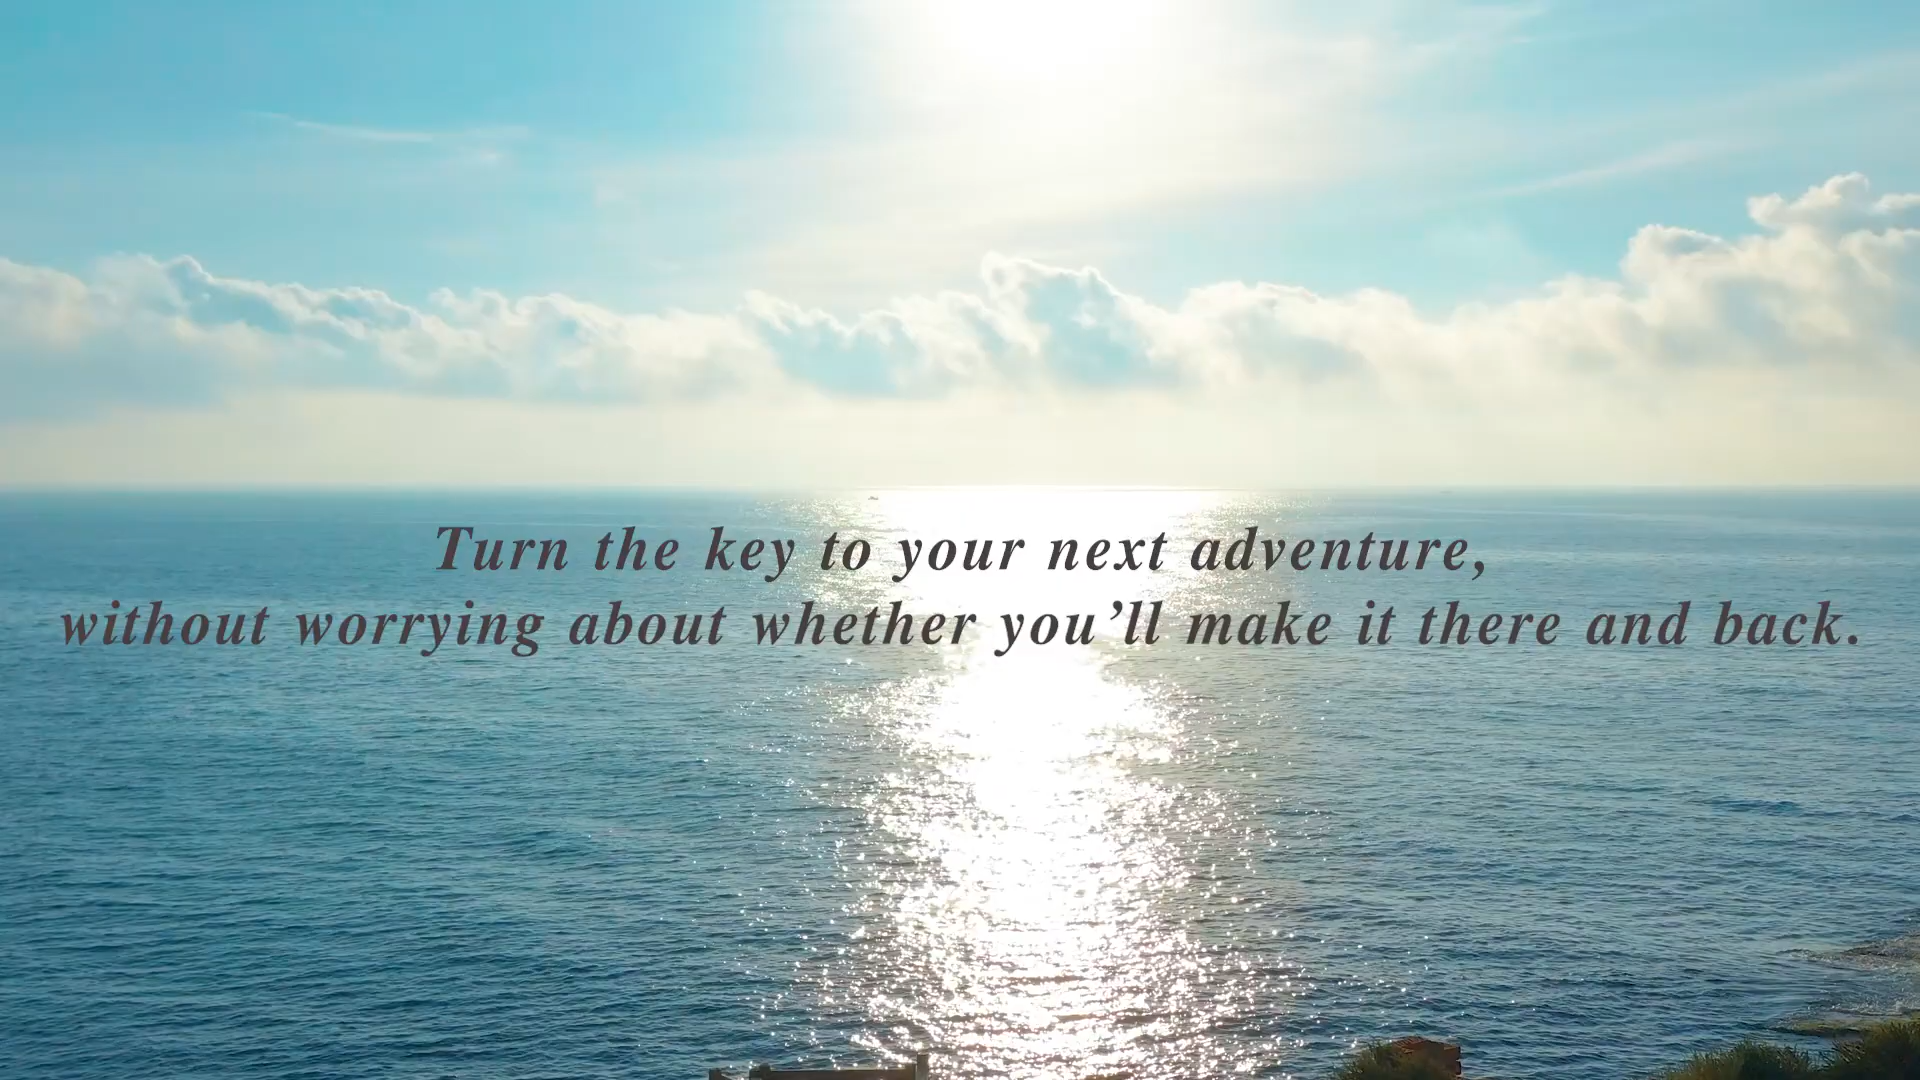 Turn the key to your next adventure,
without worrying about whether you’ll make it there and back.